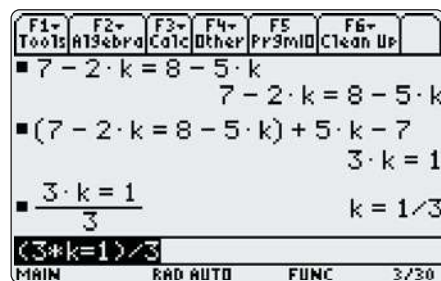 F1▾ F2▾ F3▾ F4▾ F5 F6▾
Tools Algebra Calc Other PrgmIO Clean Up
▪ 7 − 2 · k = 8 − 5 · k
7 − 2 · k = 8 − 5 · k
▪ (7 − 2 · k = 8 − 5 · k) + 5 · k − 7
3 · k = 1
▪ 3 · k = 1
3
k = 1/3
(3*k=1)/3
MAIN RAD AUTO FUNC 3/30